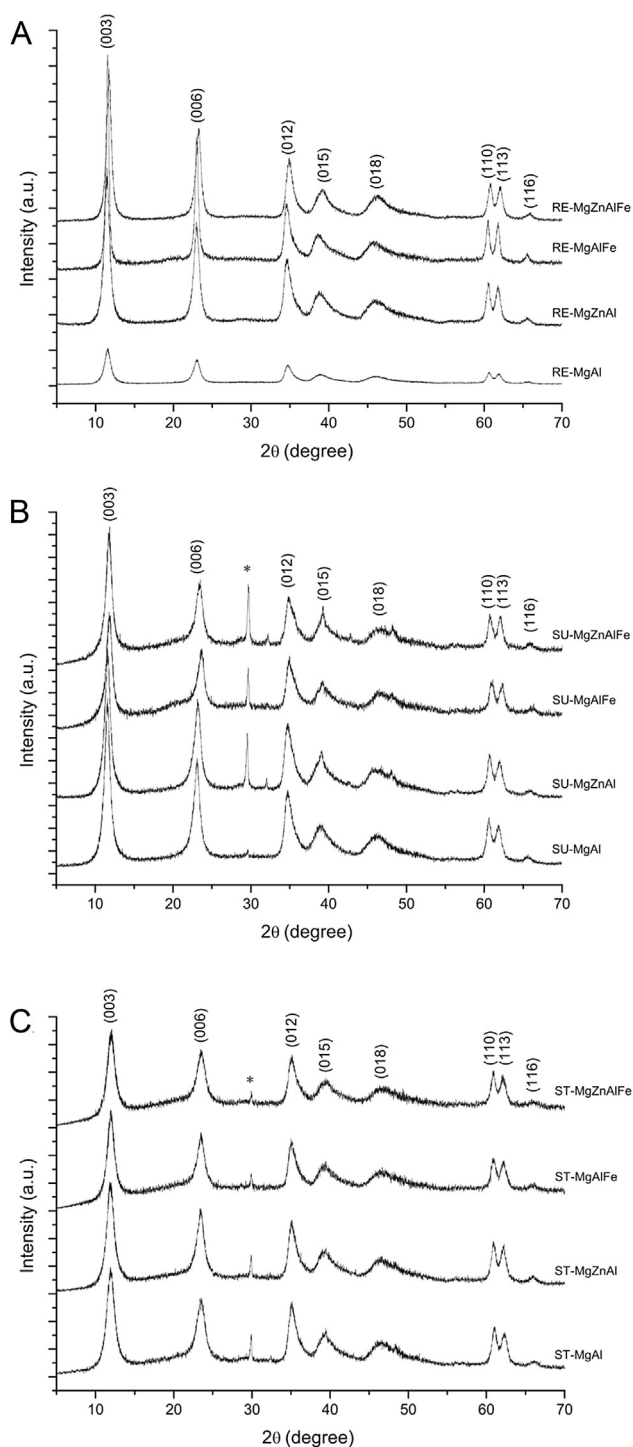 A
(003)
(006)
(012)
(015)
(018)
(110)
(113)
(116)
Intensity (a.u.)
RE-MgZnAlFe
RE-MgAlFe
RE-MgZnAl
RE-MgAl
10 20 30 40 50 60 70
2θ (degree)
B
(003)
(006)
*
(012)
(015)
(018)
(110)
(113)
(116)
Intensity (a.u.)
SU-MgZnAlFe
SU-MgAlFe
SU-MgZnAl
SU-MgAl
10 20 30 40 50 60 70
2θ (degree)
C
(003)
(006)
*
(012)
(015)
(018)
(110)
(113)
(116)
Intensity (a.u.)
ST-MgZnAlFe
ST-MgAlFe
ST-MgZnAl
ST-MgAl
10 20 30 40 50 60 70
2θ (degree)